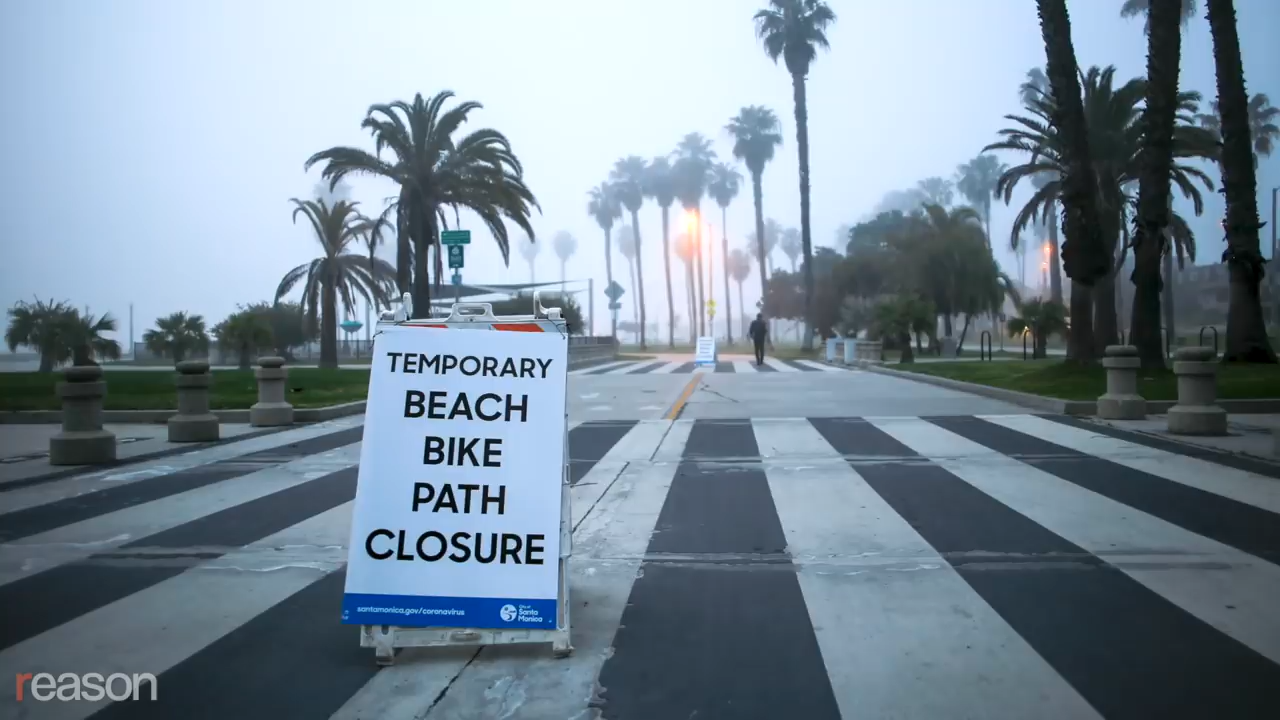 TEMPORARY
BEACH
BIKE
PATH
CLOSURE
santamonica.gov/coronavirus
City of
Santa
Monica
reason